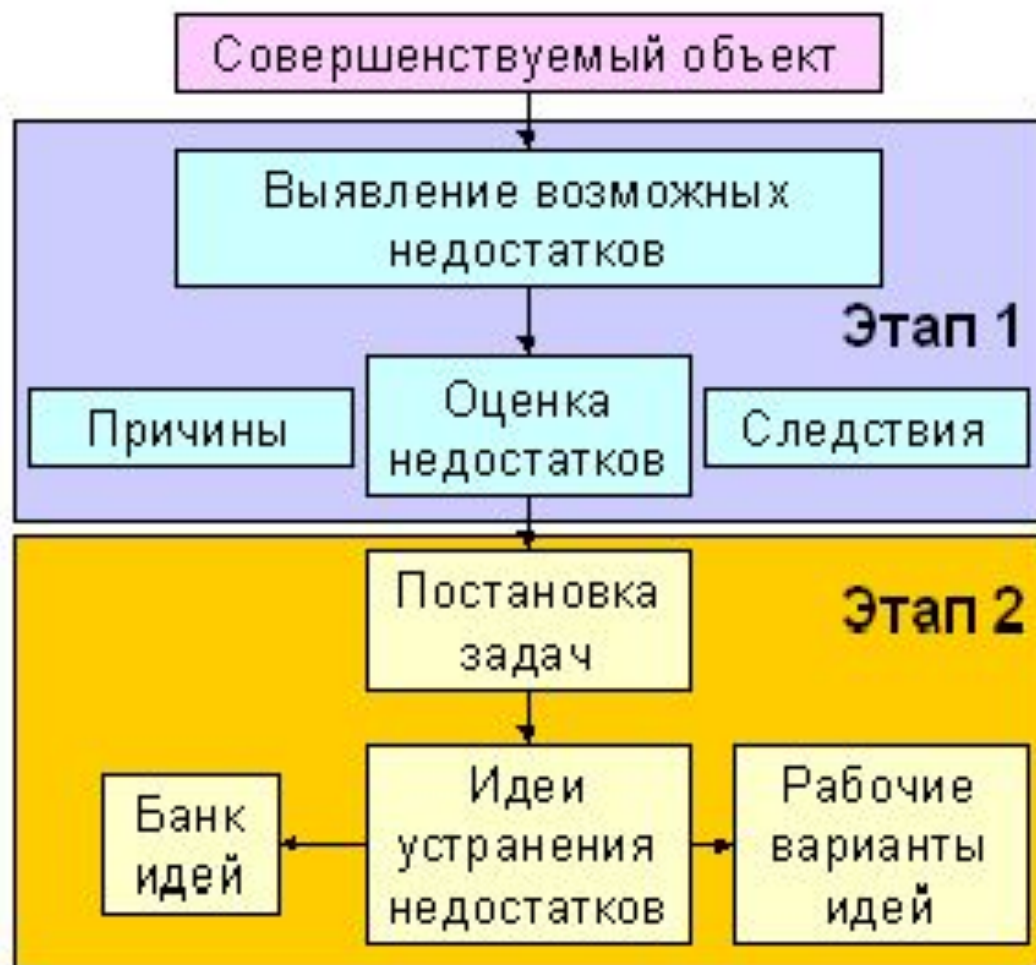 Совершенствуемый объект
Выявление возможных
недостатков
Этап 1
Причины
Оценка
недостатков
Следствия
Постановка
задач
Этап 2
Банк
идей
Идеи
устранения
недостатков
Рабочие
варианты
идей